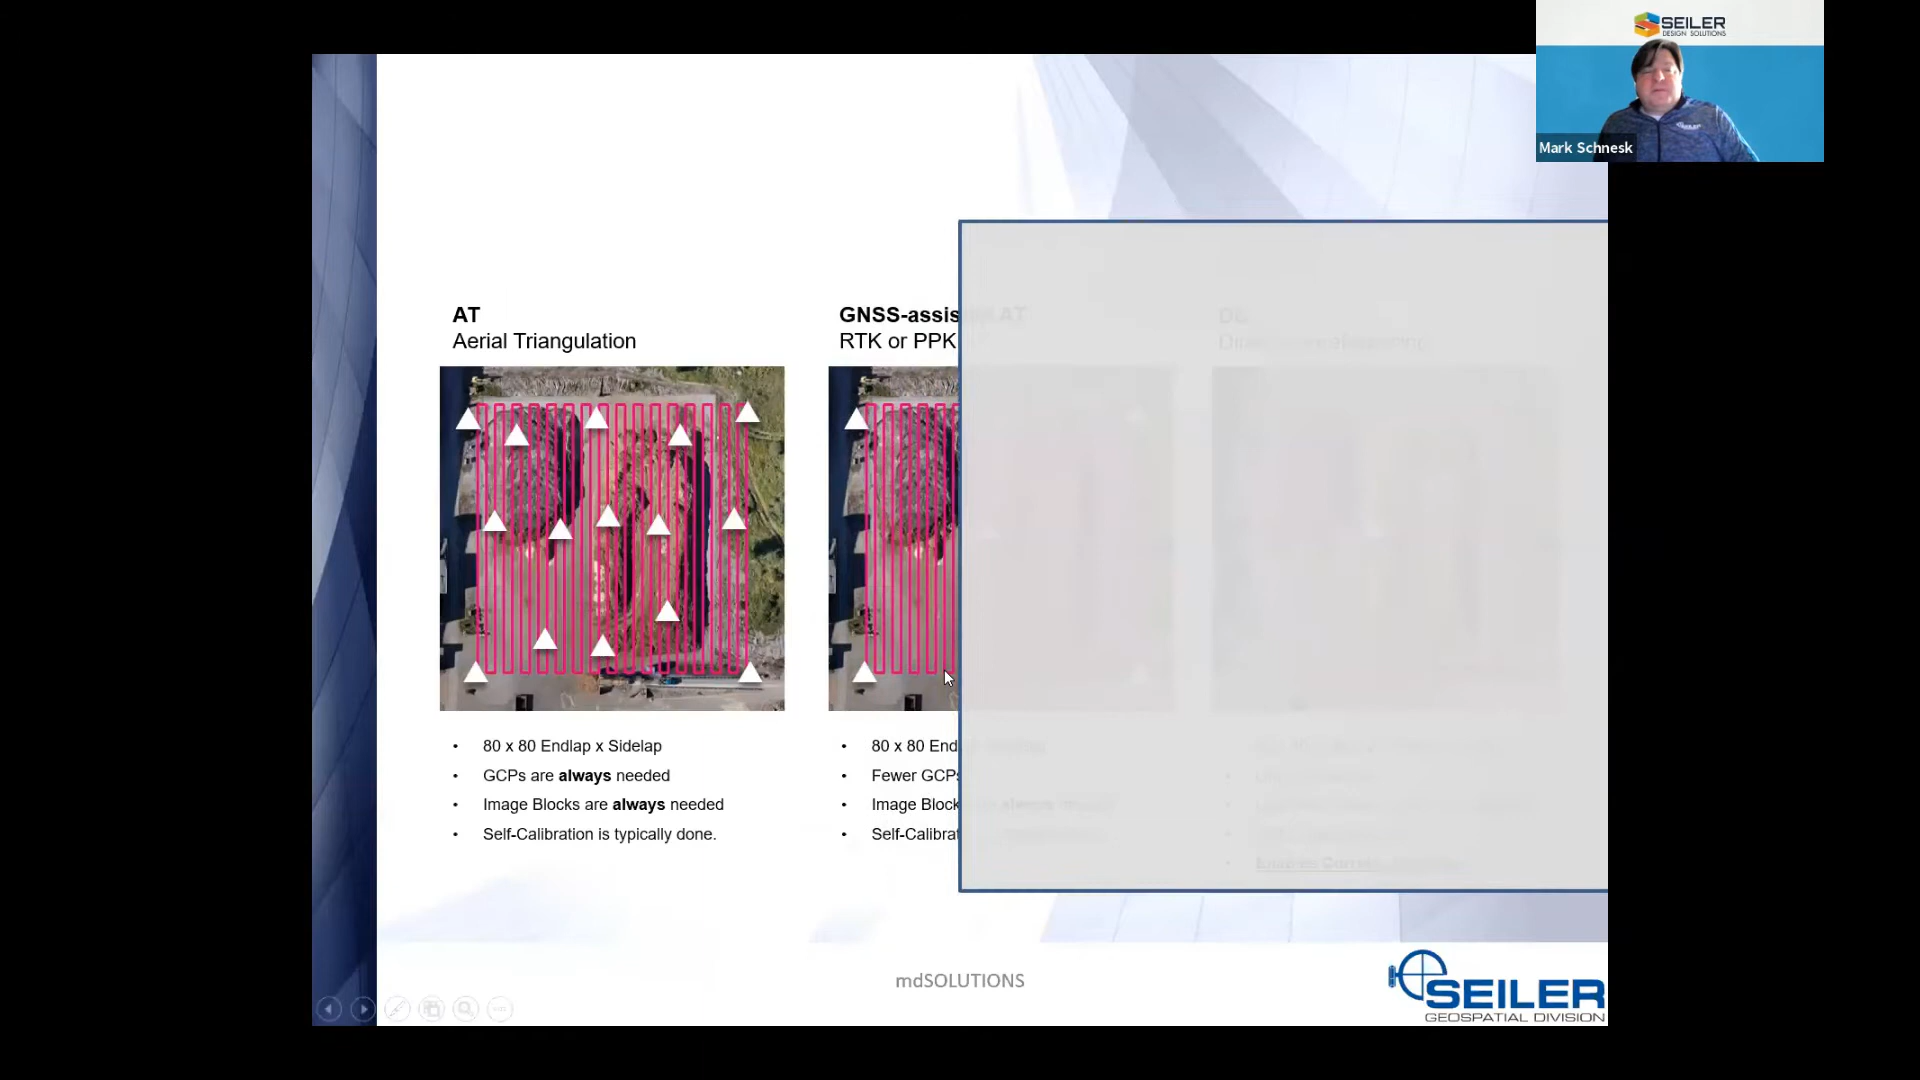 SEILER
DESIGN SOLUTIONS
Mark Schnesk
AT
Aerial Triangulation
GNSS-assis
RTK or PPK
• 80 x 80 Endlap x Sidelap
• GCPs are always needed
• Image Blocks are always needed
• Self-Calibration is typically done.
• 80 x 80 End
• Fewer GCPs
• Image Block
• Self-Calibrat
mdSOLUTIONS
SEILER
GEOSPATIAL DIVISION